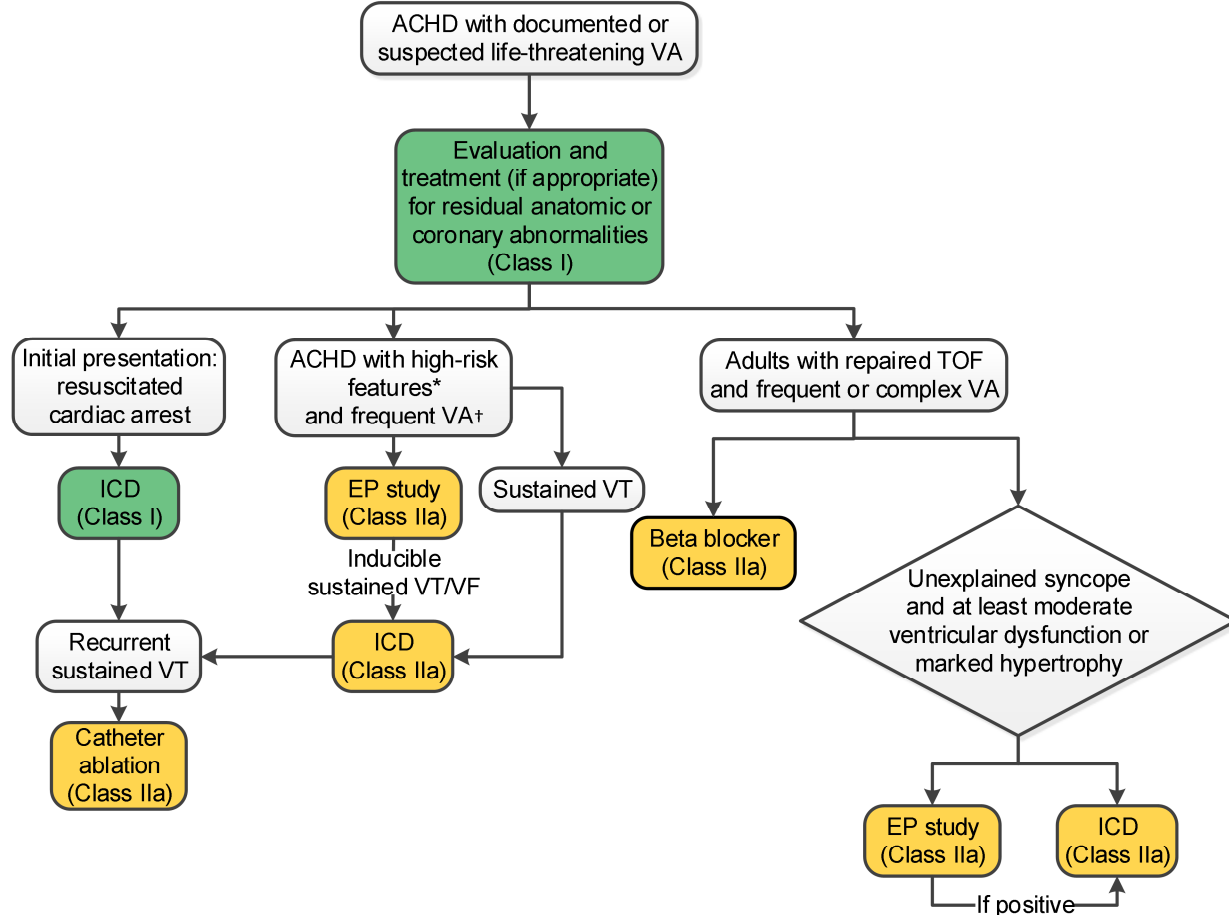 ACHD with documented or
suspected life-threatening VA
Evaluation and
treatment (if appropriate)
for residual anatomic or
coronary abnormalities
(Class I)
Initial presentation:
resuscitated
cardiac arrest
ACHD with high-risk
features*
and frequent VA†
Adults with repaired TOF
and frequent or complex VA
ICD
(Class I)
EP study
(Class IIa)
Sustained VT
Beta blocker
(Class IIa)
Inducible
sustained VT/VF
Unexplained syncope
and at least moderate
ventricular dysfunction or
marked hypertrophy
Recurrent
sustained VT
ICD
(Class IIa)
Catheter
ablation
(Class IIa)
EP study
(Class IIa)
ICD
(Class IIa)
If positive